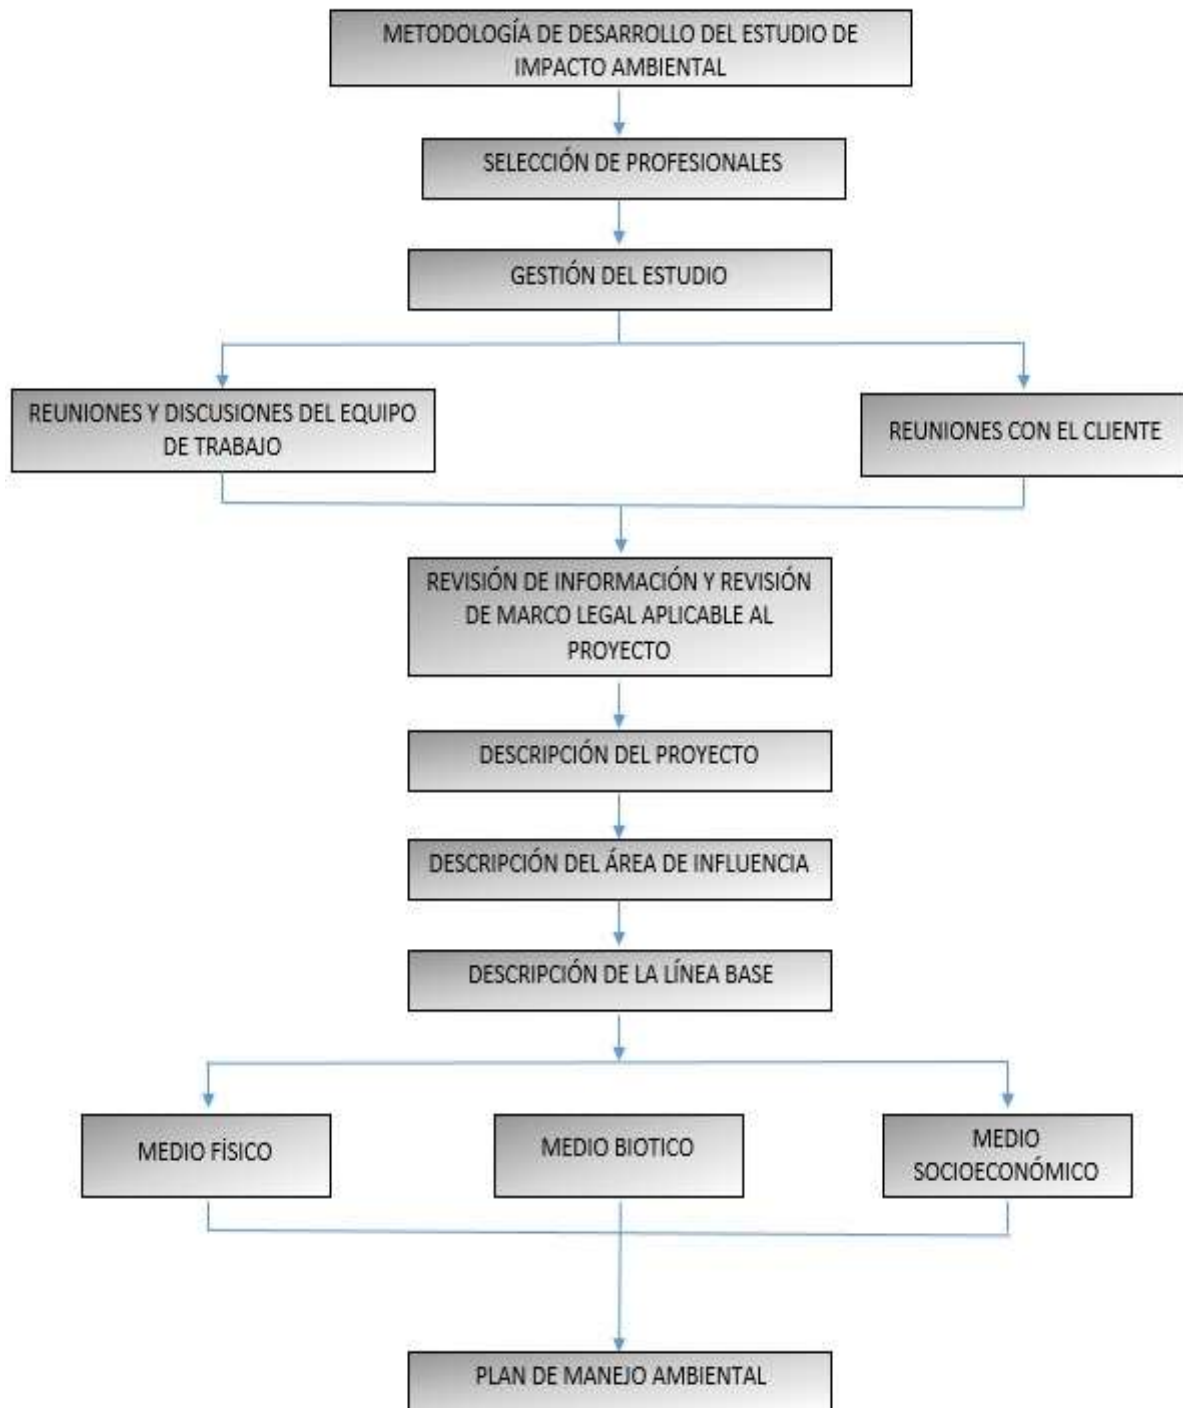 METODOLOGÍA DE DESARROLLO DEL ESTUDIO DE
IMPACTO AMBIENTAL
SELECCIÓN DE PROFESIONALES
GESTIÓN DEL ESTUDIO
REUNIONES Y DISCUSIONES DEL EQUIPO
DE TRABAJO
REUNIONES CON EL CLIENTE
REVISIÓN DE INFORMACIÓN Y REVISIÓN
DE MARCO LEGAL APLICABLE AL
PROYECTO
DESCRIPCIÓN DEL PROYECTO
DESCRIPCIÓN DEL ÁREA DE INFLUENCIA
DESCRIPCIÓN DE LA LÍNEA BASE
MEDIO FÍSICO
MEDIO BIOTICO
MEDIO
SOCIOECONÓMICO
PLAN DE MANEJO AMBIENTAL